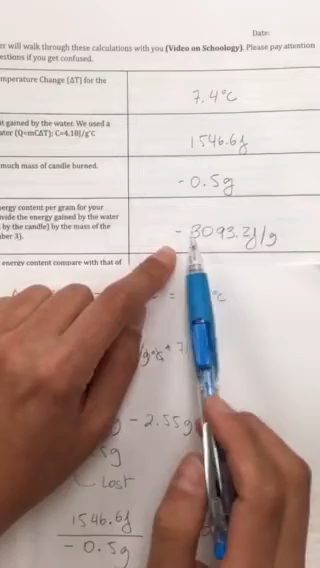 Date:
er will walk through these calculations with you (Video on Schoology). Please pay attention
estions if you get confused.
mperature Change (ΔT) for the
7.4°C
t gained by the water. We used a
ater (Q=mCΔT); C=4.18J/g°C
1546.6J
much mass of candle burned.
-0.5g
nergy content per gram for your
vide the energy gained by the water
by the candle) by the mass of the
ber 3).
-3093.2J/g
energy content compare with that of
= °C
/g°C * 7
g - 2.55g
5g
Lost
1546.6J
-0.5g